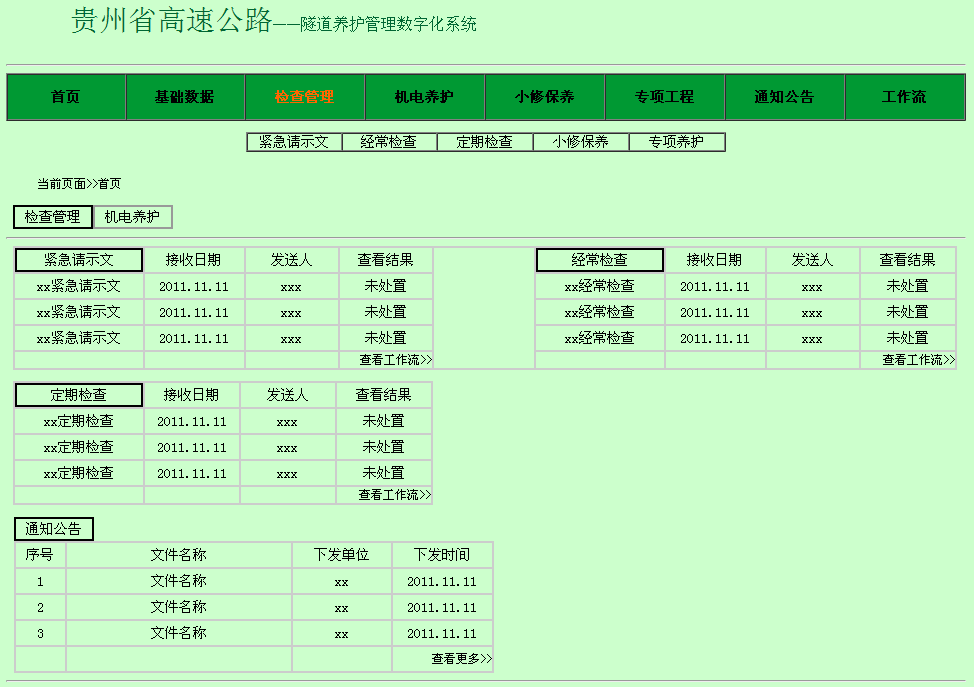 贵州省高速公路——隧道养护管理数字化系统
首页 基础数据 检查管理 机电养护 小修保养 专项工程 通知公告 工作流
紧急请示文 经常检查 定期检查 小修保养 专项养护
当前页面>>首页
检查管理 机电养护
紧急请示文 接收日期 发送人 查看结果 经常检查 接收日期 发送人 查看结果
xx紧急请示文 2011.11.11 xxx 未处置 xx经常检查 2011.11.11 xxx 未处置
xx紧急请示文 2011.11.11 xxx 未处置 xx经常检查 2011.11.11 xxx 未处置
xx紧急请示文 2011.11.11 xxx 未处置 xx经常检查 2011.11.11 xxx 未处置
查看工作流>> 查看工作流>>
定期检查 接收日期 发送人 查看结果
xx定期检查 2011.11.11 xxx 未处置
xx定期检查 2011.11.11 xxx 未处置
xx定期检查 2011.11.11 xxx 未处置
查看工作流>>
通知公告
序号 文件名称 下发单位 下发时间
1 文件名称 xx 2011.11.11
2 文件名称 xx 2011.11.11
3 文件名称 xx 2011.11.11
查看更多>>